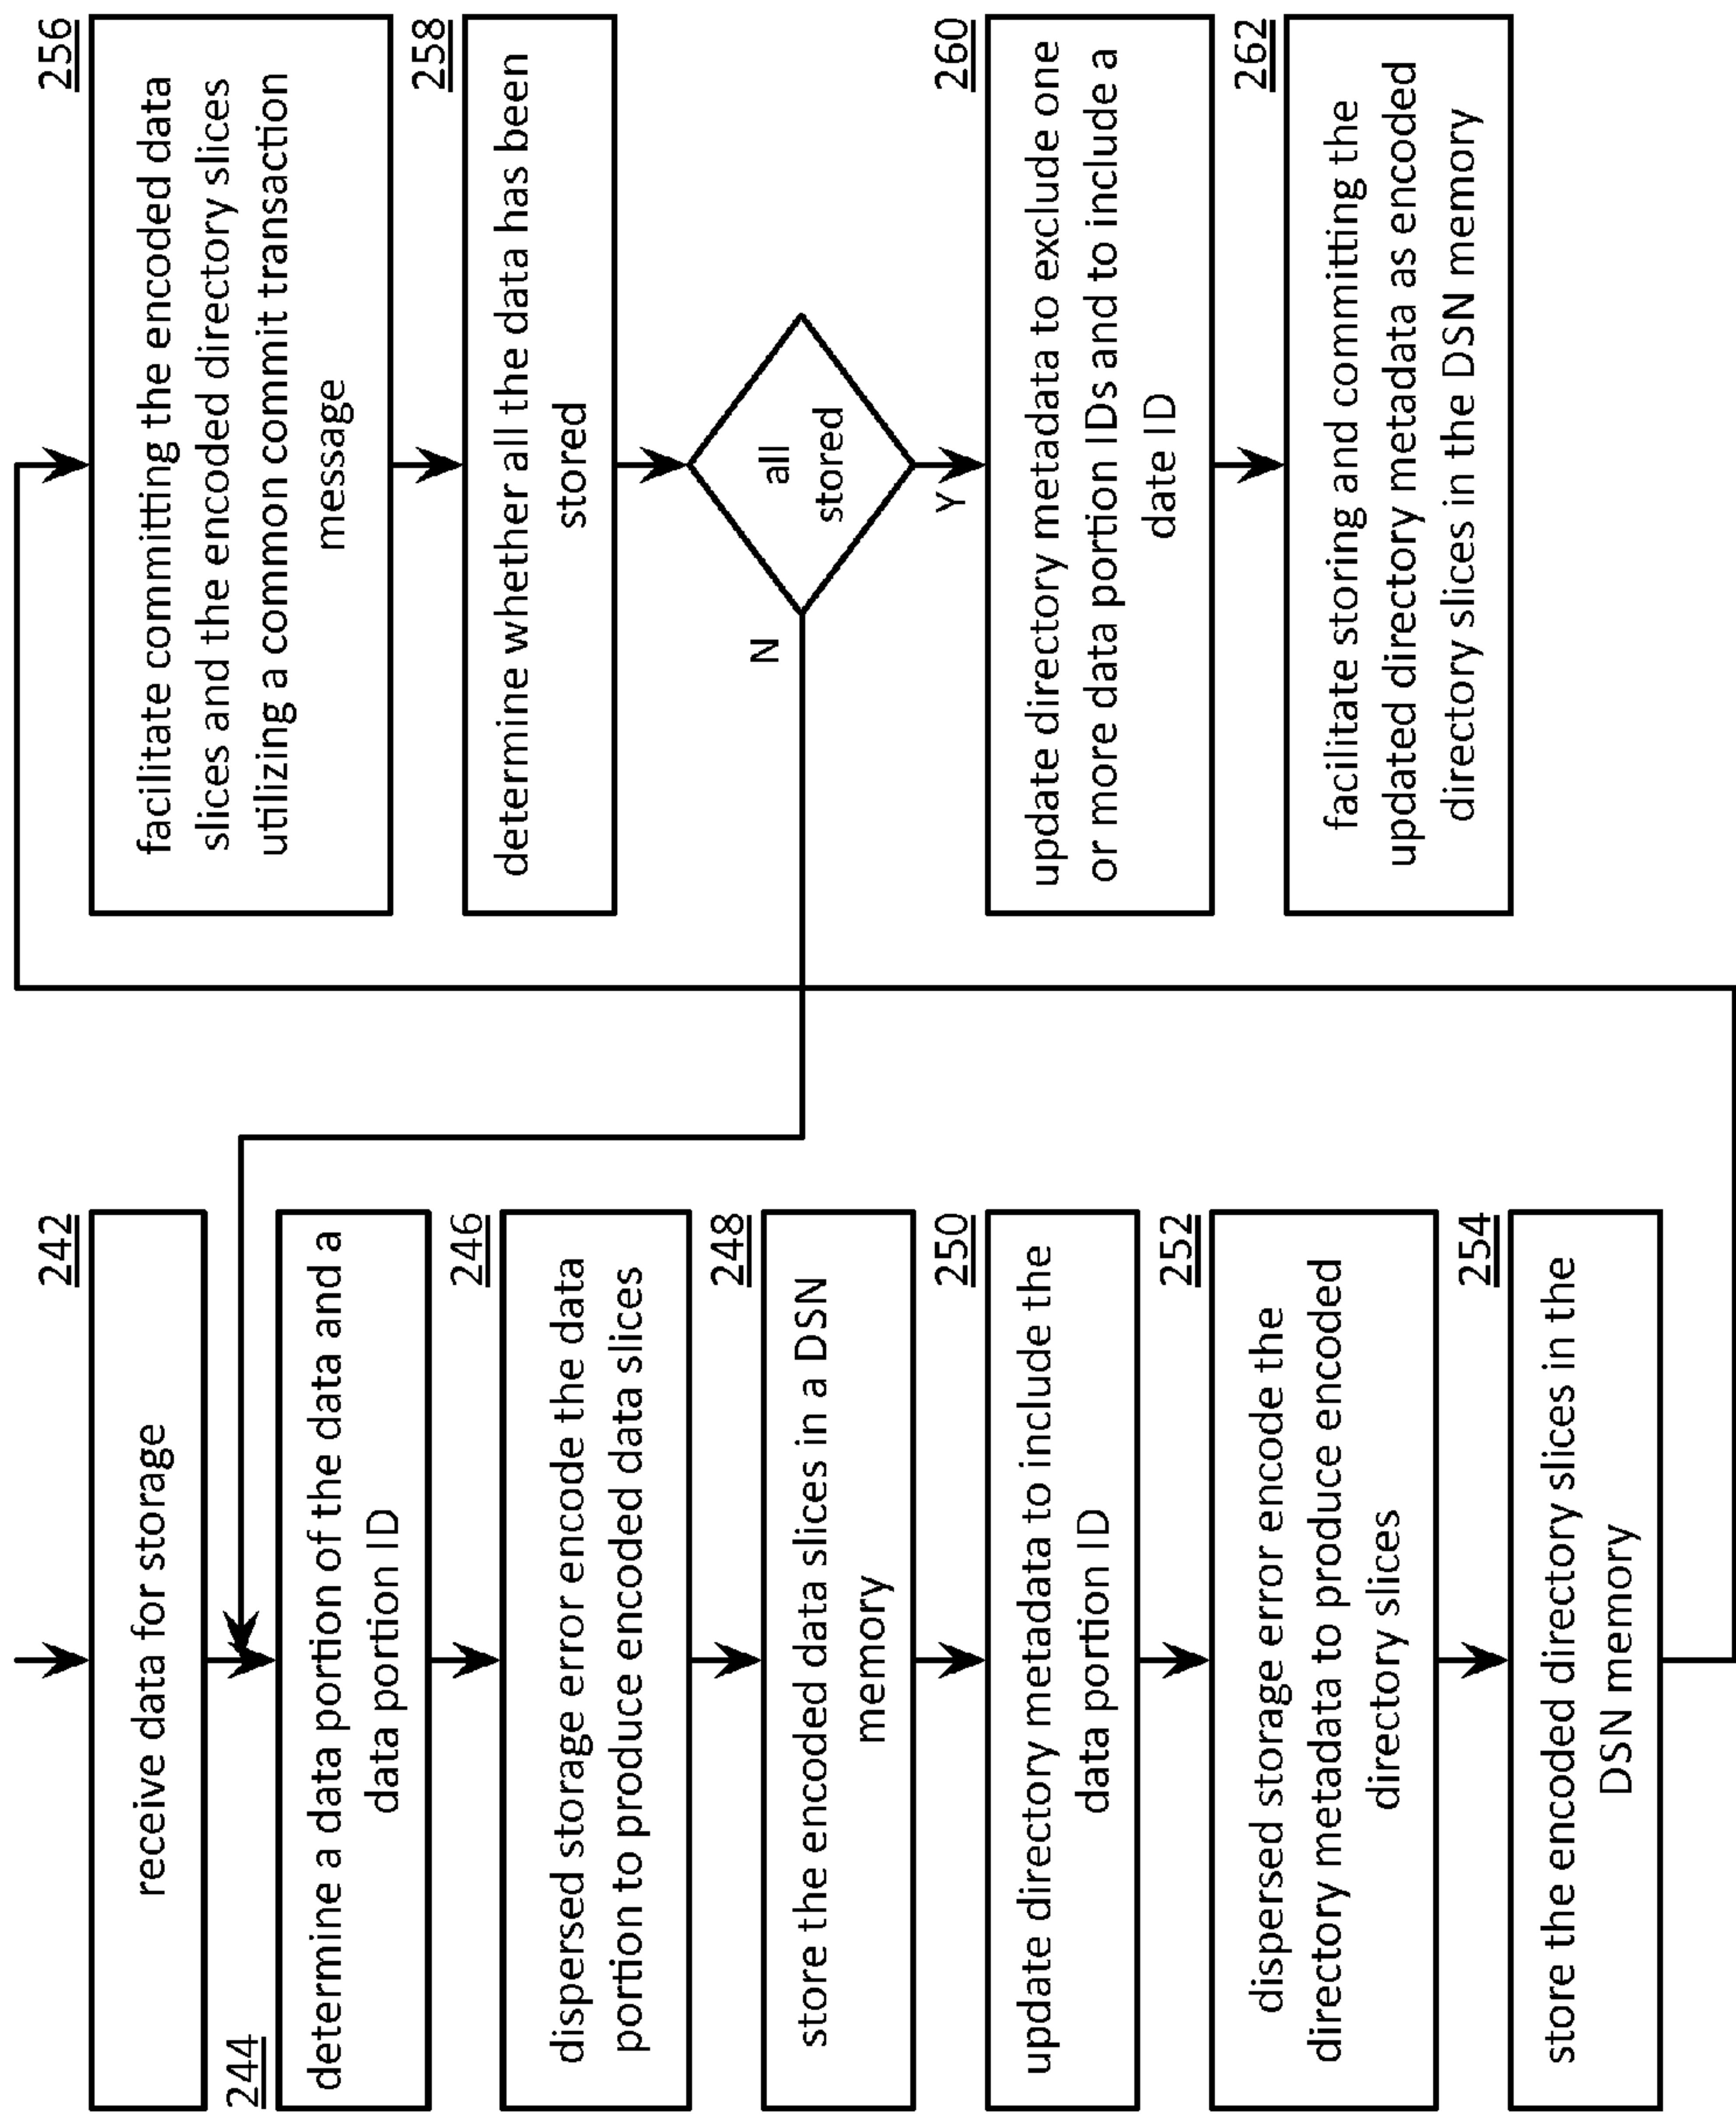 242
receive data for storage
244
determine a data portion of the data and a
data portion ID
246
dispersed storage error encode the data
portion to produce encoded data slices
248
store the encoded data slices in a DSN
memory
250
update directory metadata to include the
data portion ID
252
dispersed storage error encode the
directory metadata to produce encoded
directory slices
254
store the encoded directory slices in the
DSN memory
256
facilitate committing the encoded data
slices and the encoded directory slices
utilizing a common commit transaction
message
258
determine whether all the data has been
stored
all
stored
N
Y
260
update directory metadata to exclude one
or more data portion IDs and to include a
date ID
262
facilitate storing and committing the
updated directory metadata as encoded
directory slices in the DSN memory